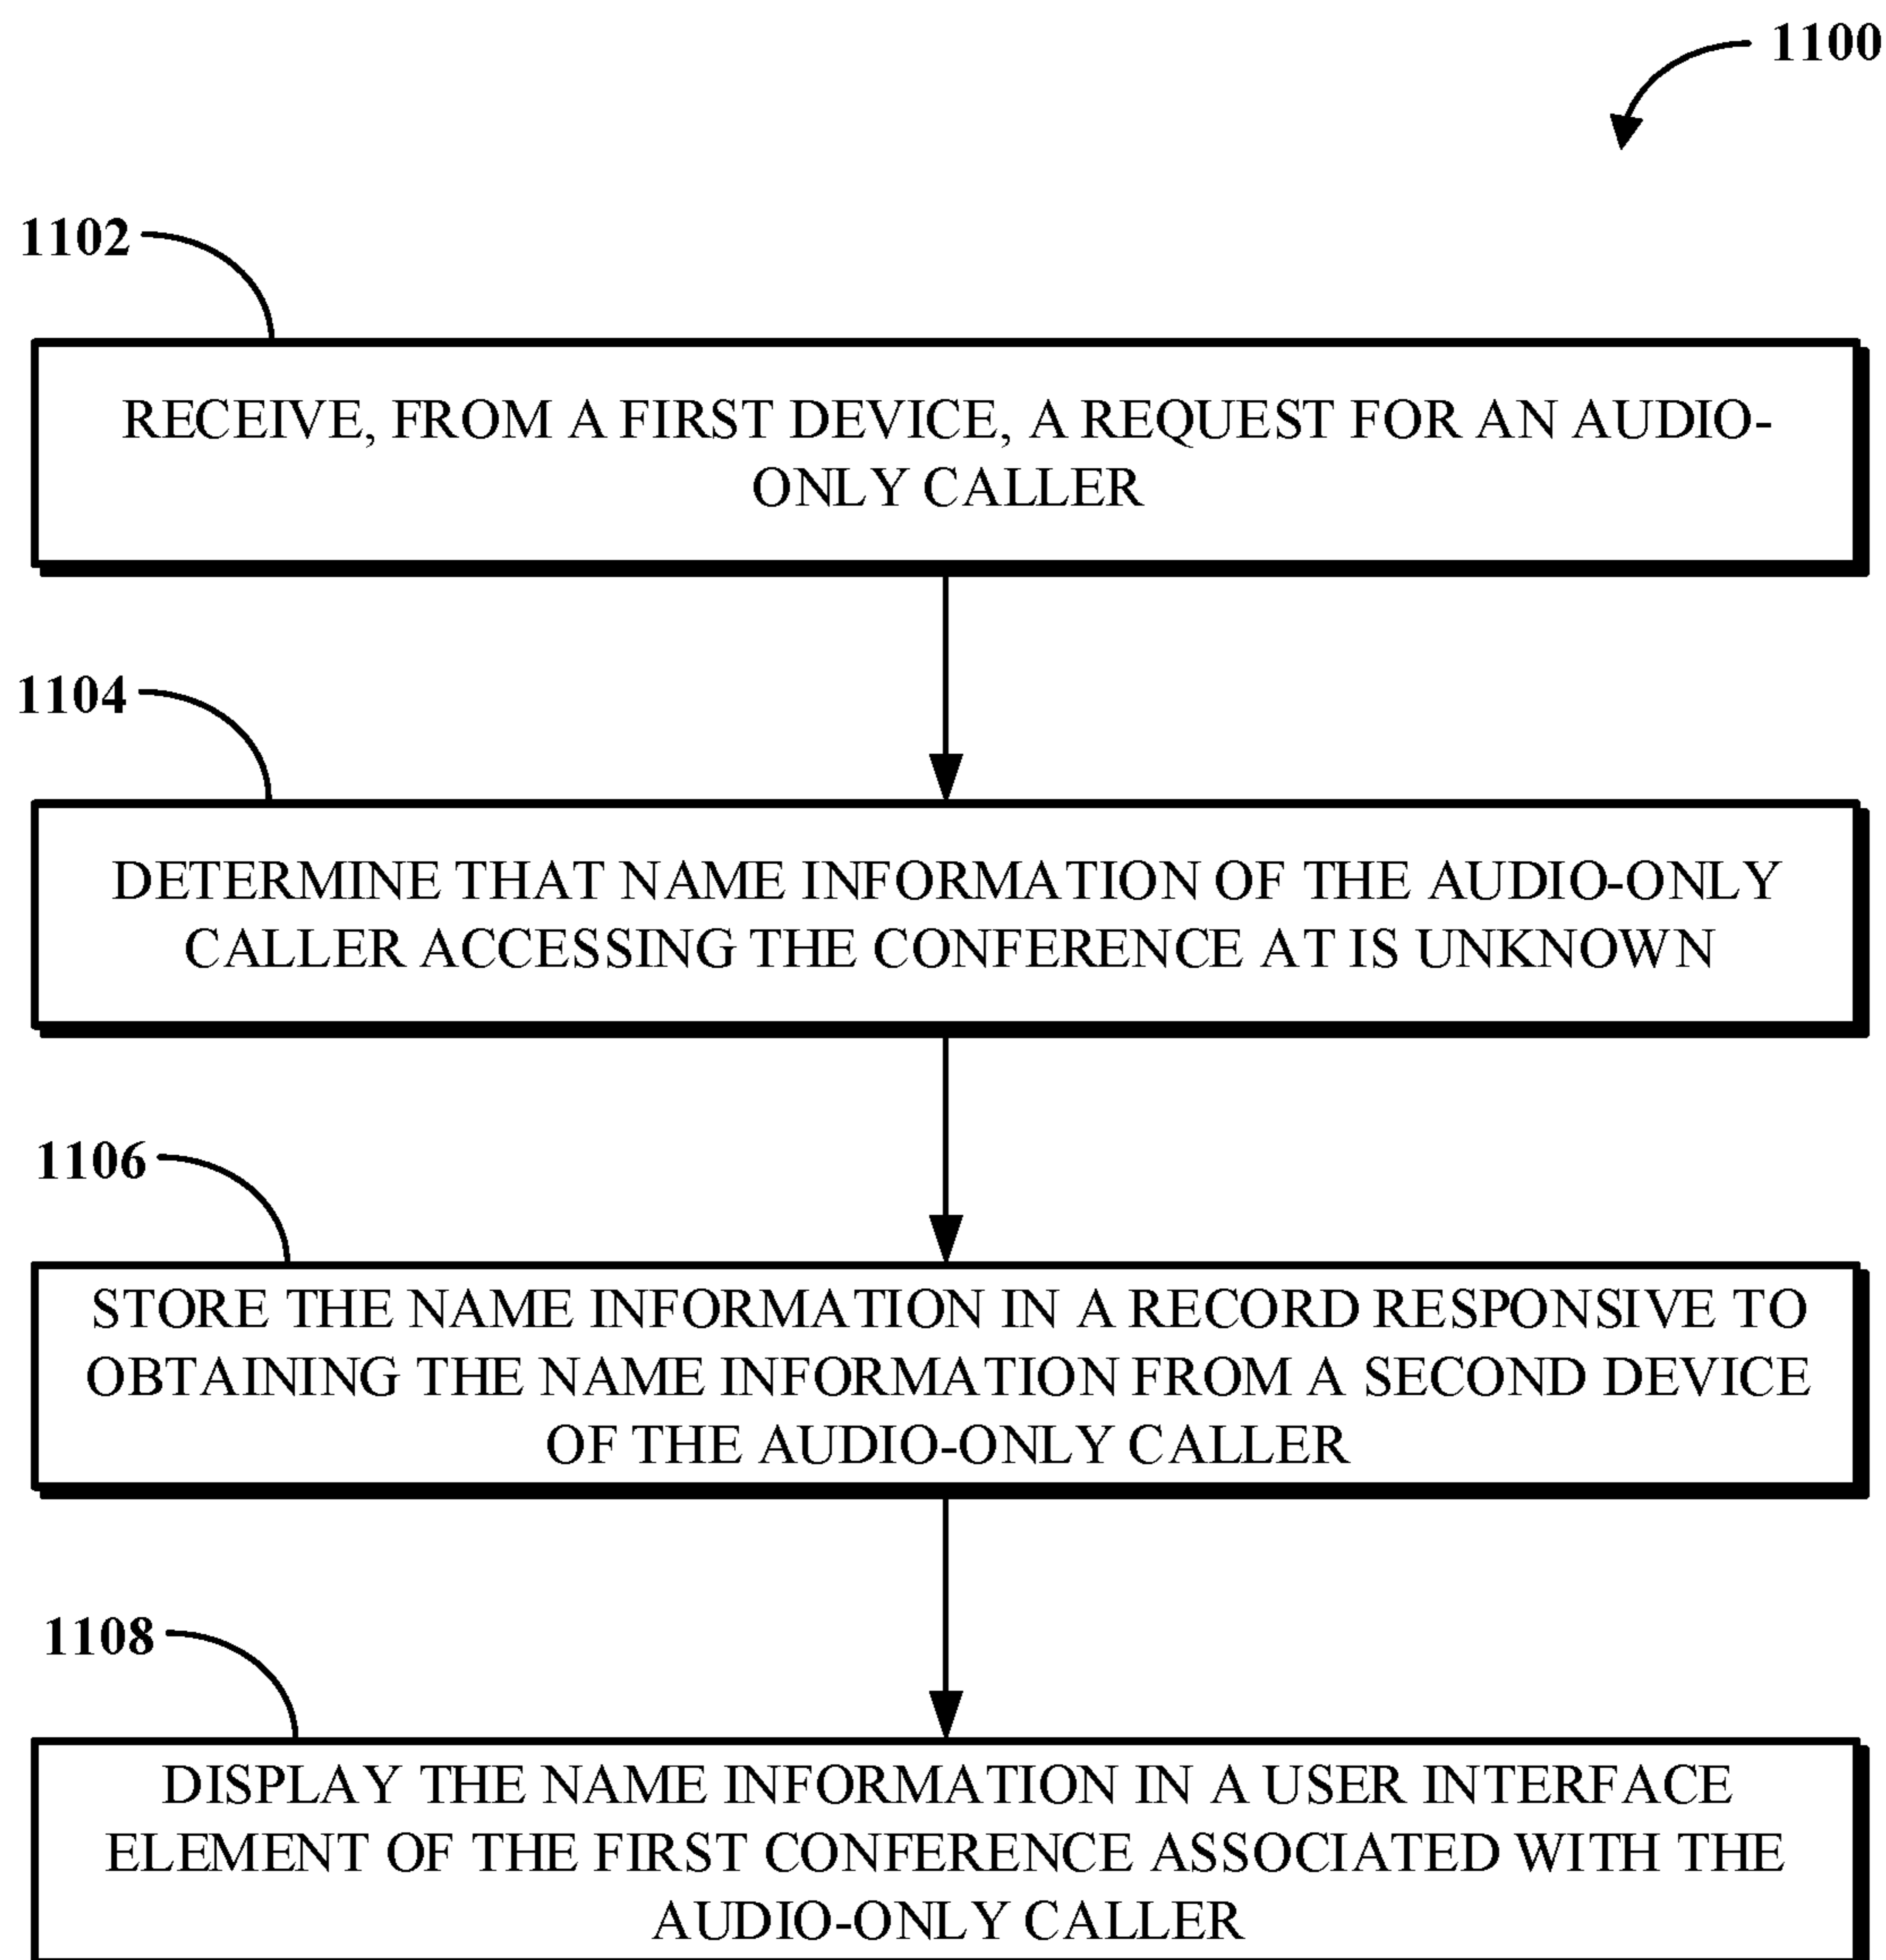 1100
1102
RECEIVE, FROM A FIRST DEVICE, A REQUEST FOR AN AUDIO-
ONLY CALLER
1104
DETERMINE THAT NAME INFORMATION OF THE AUDIO-ONLY
CALLER ACCESSING THE CONFERENCE AT IS UNKNOWN
1106
STORE THE NAME INFORMATION IN A RECORD RESPONSIVE TO
OBTAINING THE NAME INFORMATION FROM A SECOND DEVICE
OF THE AUDIO-ONLY CALLER
1108
DISPLAY THE NAME INFORMATION IN A USER INTERFACE
ELEMENT OF THE FIRST CONFERENCE ASSOCIATED WITH THE
AUDIO-ONLY CALLER